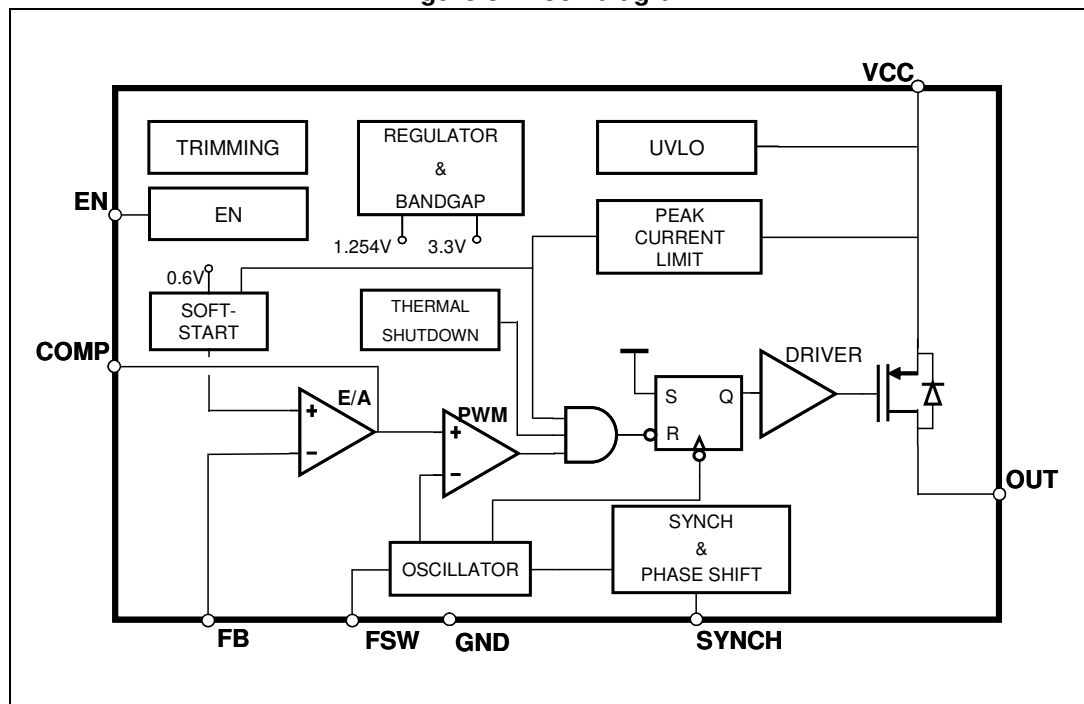 VCC
TRIMMING
REGULATOR
&
BANDGAP
UVLO
EN
EN
PEAK
CURRENT
LIMIT
1.254V
3.3V
0.6V
SOFT-
START
THERMAL
SHUTDOWN
COMP
DRIVER
E/A
+
-
PWM
+
-
S
Q
R
OUT
OSCILLATOR
SYNCH
&
PHASE SHIFT
FB
FSW
GND
SYNCH